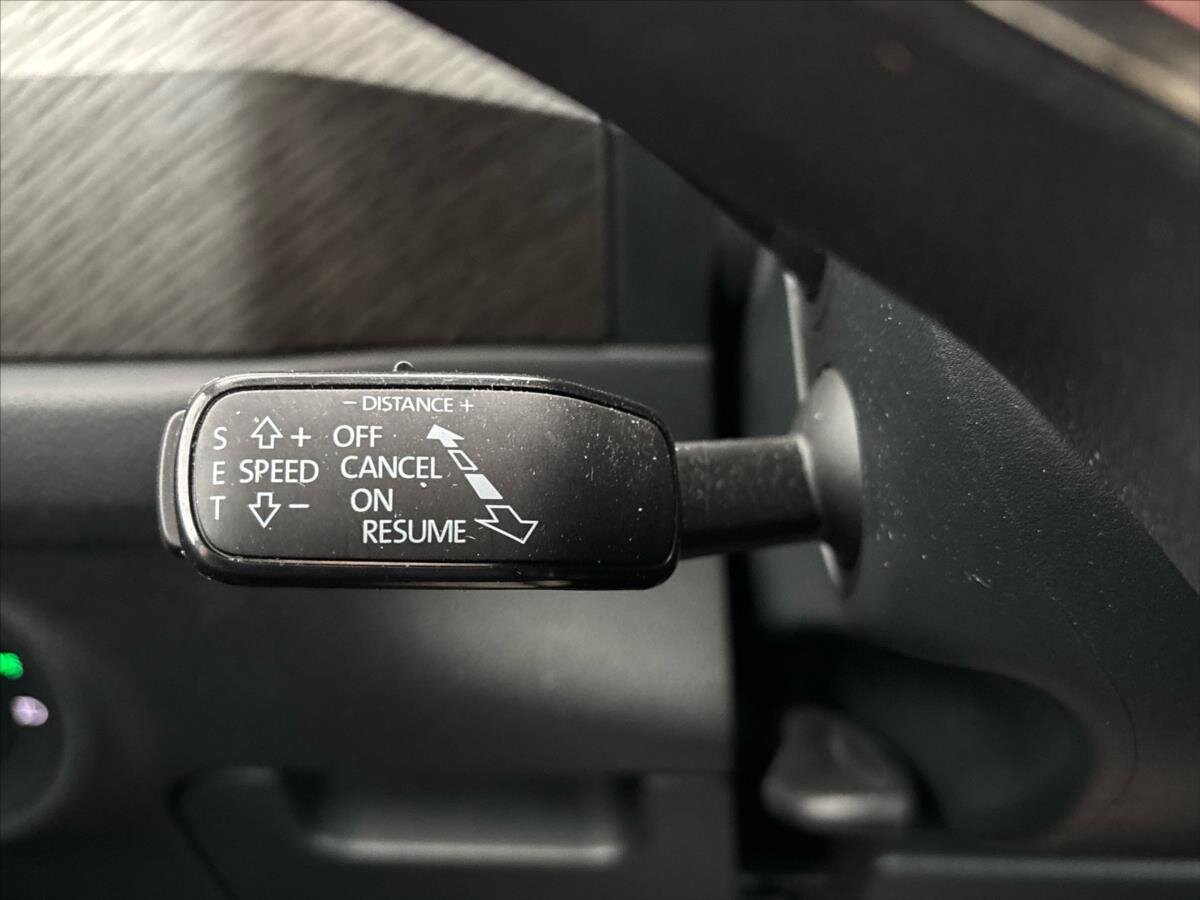 – DISTANCE +
S + OFF
E SPEED CANCEL
T – ON
RESUME